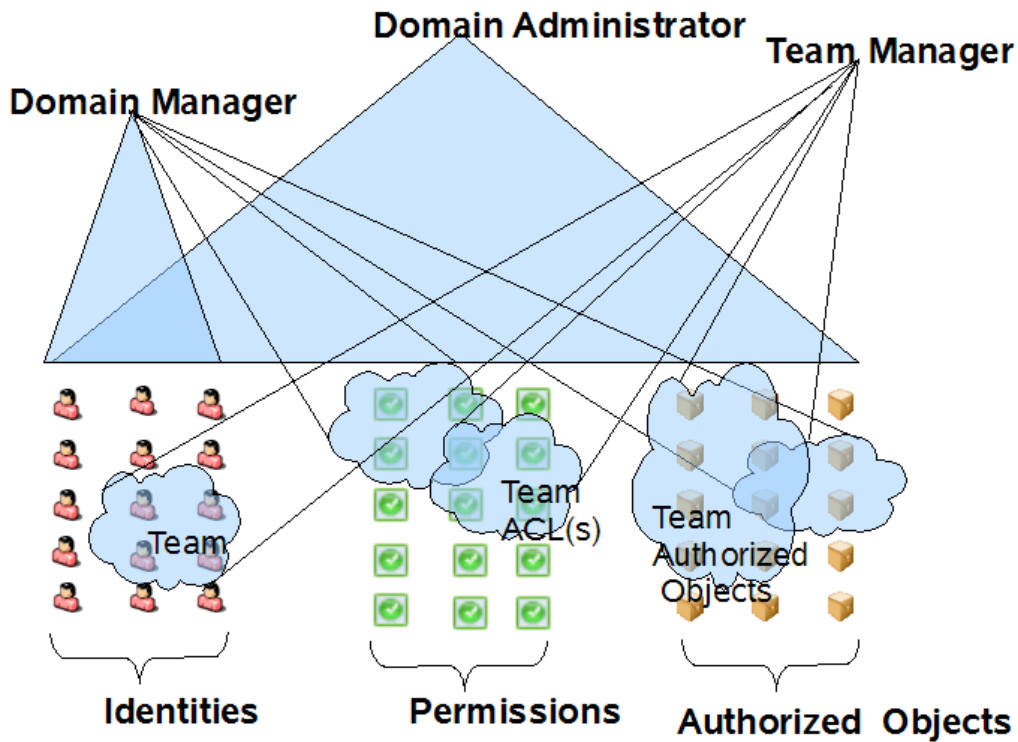 Domain Administrator
Team Manager
Domain Manager
Team
Team
ACL(s)
Team
Authorized
Objects
Identities
Permissions
Authorized Objects